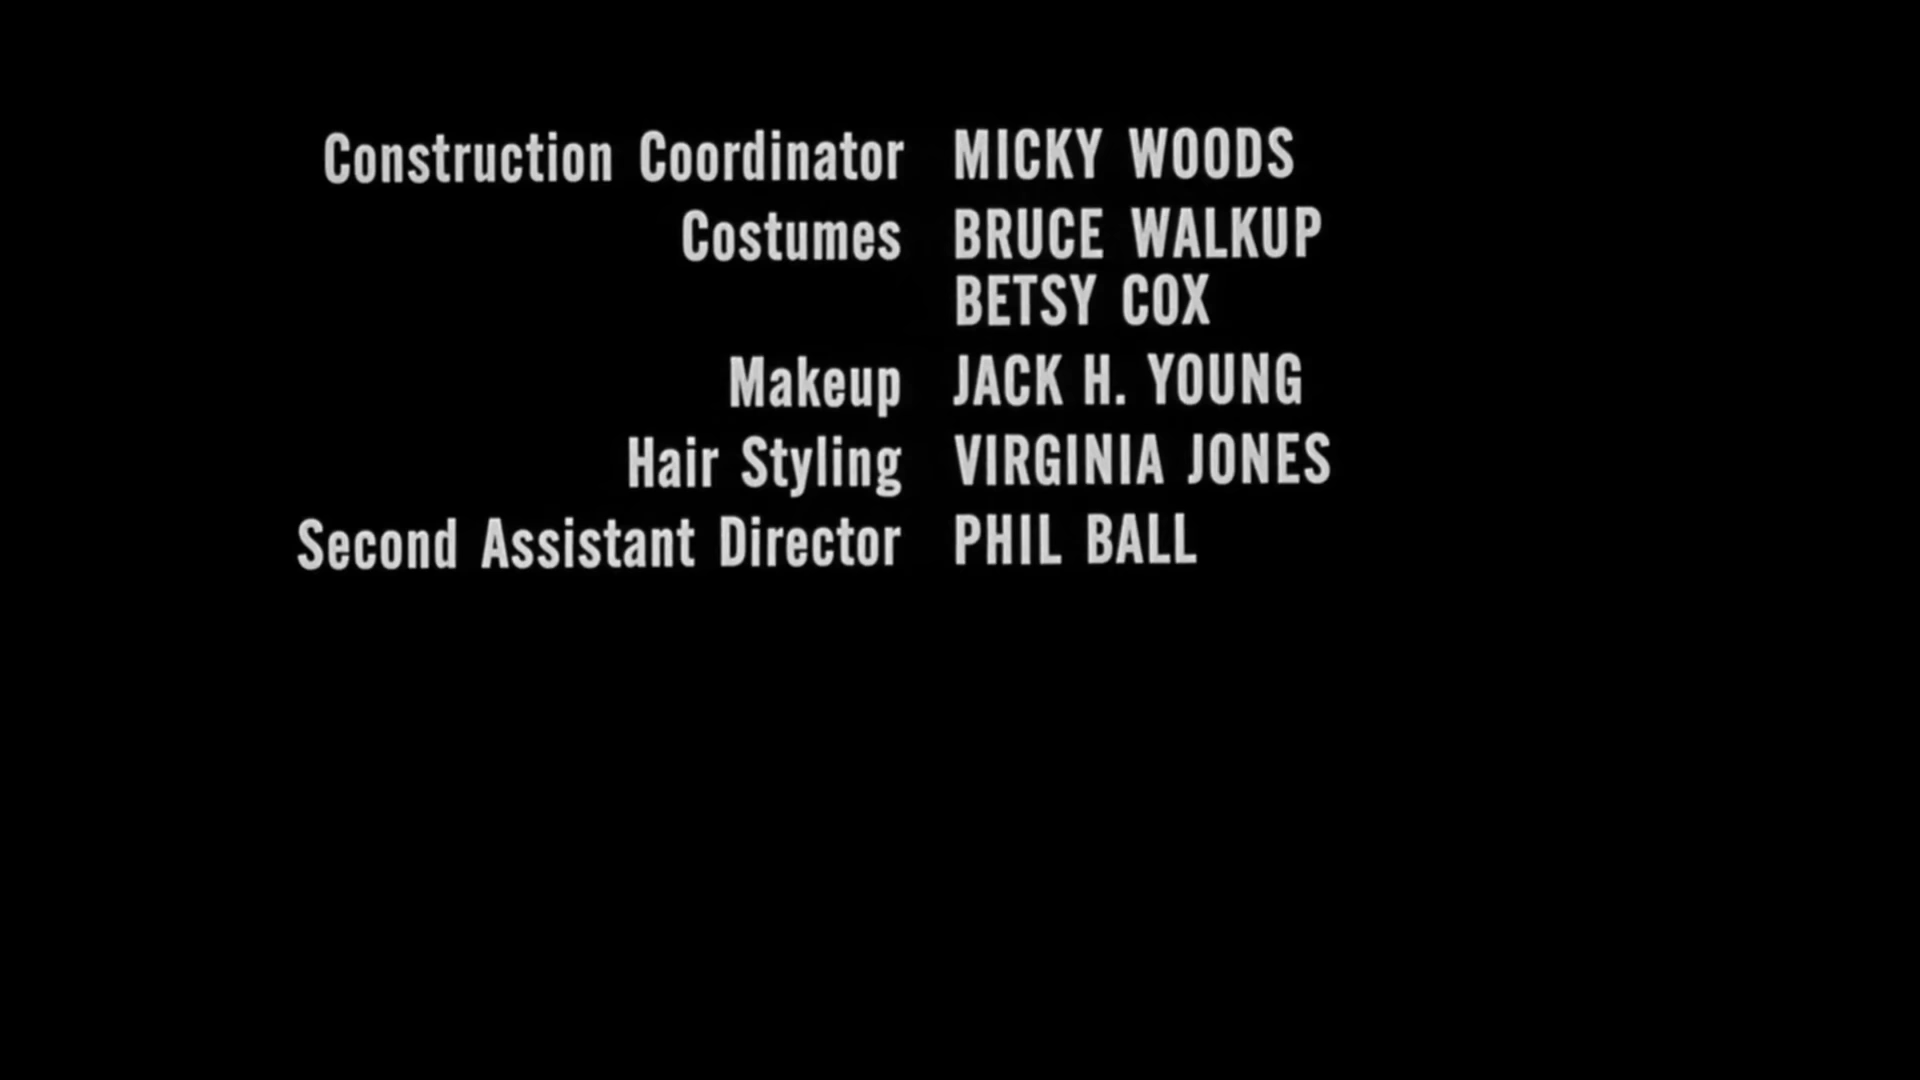 Construction Coordinator MICKY WOODS
Costumes BRUCE WALKUP
BETSY COX
Makeup JACK H. YOUNG
Hair Styling VIRGINIA JONES
Second Assistant Director PHIL BALL